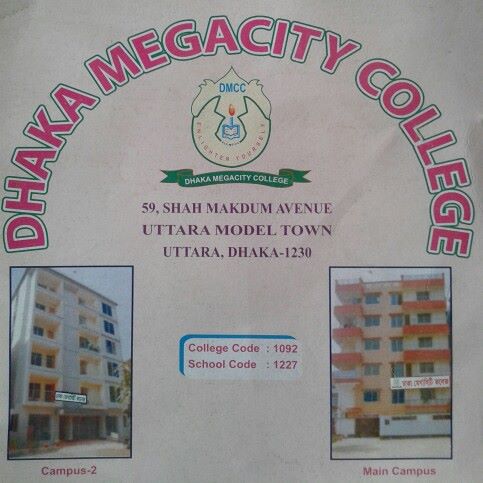 DHAKA MEGACITY COLLEGE
DMCC
ENLIGHTEN YOURSELF
DHAKA MEGACITY COLLEGE
59, SHAH MAKDUM AVENUE
UTTARA MODEL TOWN
UTTARA, DHAKA-1230
College Code : 1092
School Code : 1227
ঢাকা মেগাসিটি কলেজ
ঢাকা মেগাসিটি কলেজ
Campus-2
Main Campus